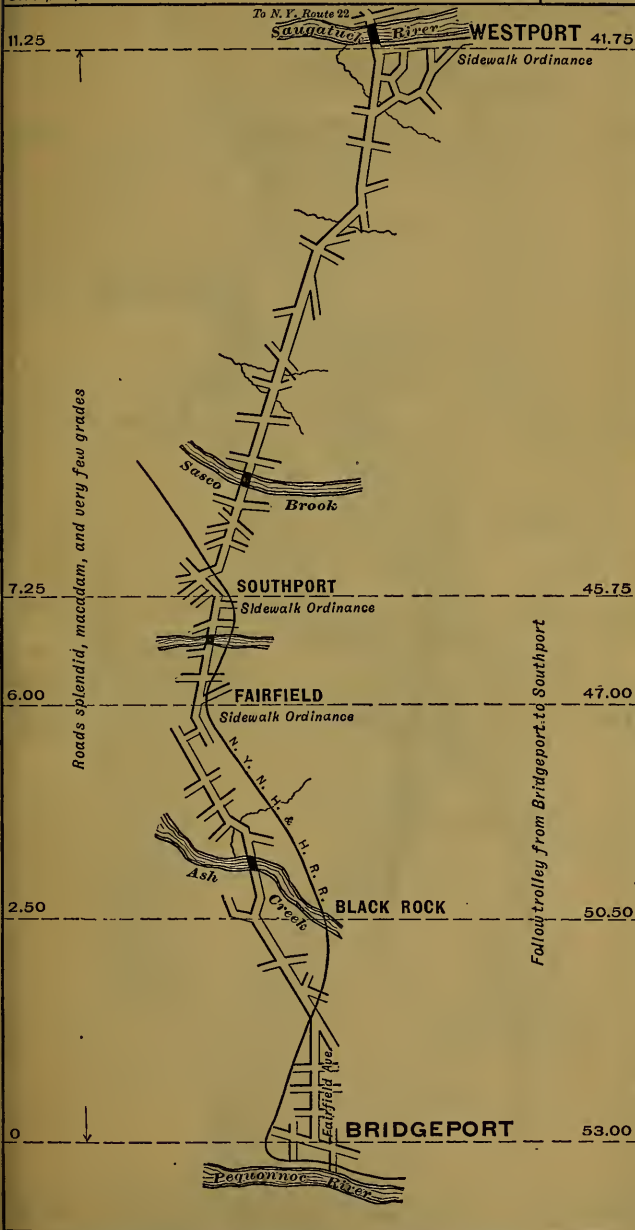 To N. Y. Route 22
Saugatuck River
WESTPORT
11.25
41.75
Sidewalk Ordinance
Roads splendid, macadam, and very few grades
Sasco Brook
SOUTHPORT
7.25
45.75
Sidewalk Ordinance
FAIRFIELD
6.00
47.00
Sidewalk Ordinance
N. Y. N. H. & H. R. R.
Follow trolley from Bridgeport to Southport
Ash Creek
BLACK ROCK
2.50
50.50
Fairfield Ave.
BRIDGEPORT
0
53.00
Pequonnoc River